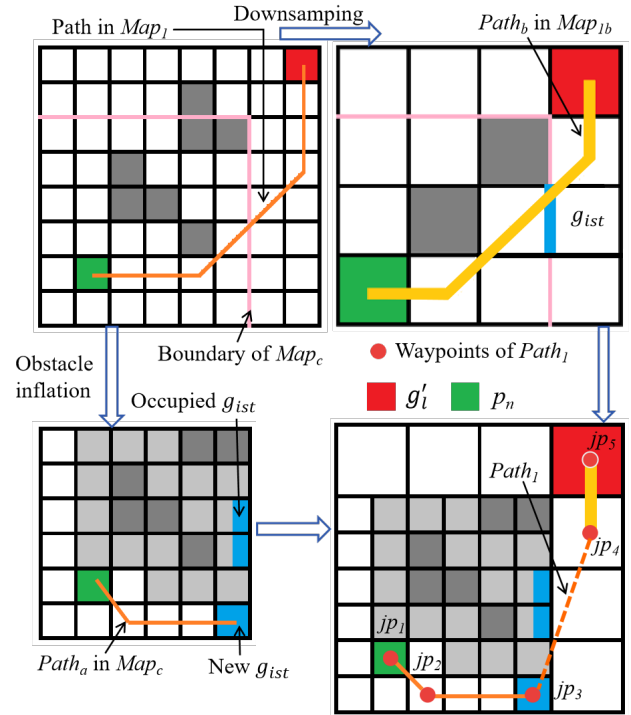 Downsamping
Path in Map1
Pathb in Map1b
gist
Boundary of Mapc
Waypoints of Path1
Obstacle
inflation
g′l
pn
Occupied gist
jp5
Path1
jp4
jp1
jp2
jp3
Patha in Mapc
New gist